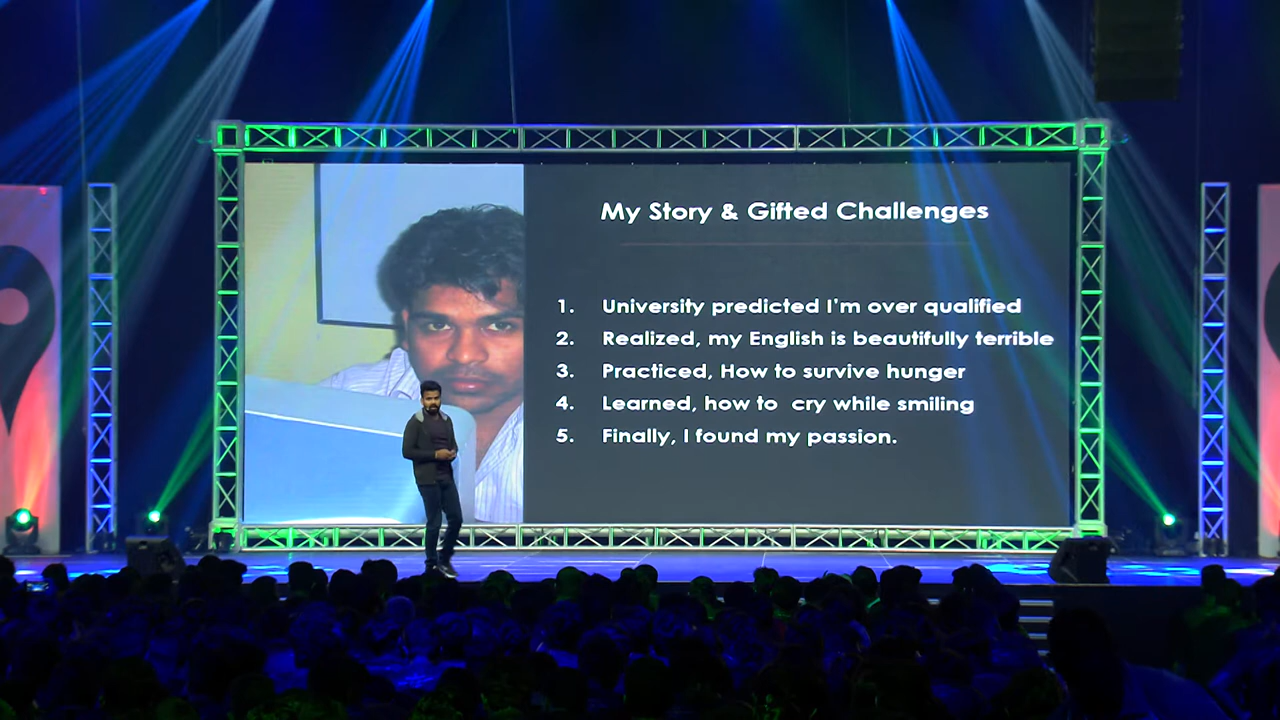 My Story & Gifted Challenges
1. University predicted I'm over qualified
2. Realized, my English is beautifully terrible
3. Practiced, How to survive hunger
4. Learned, how to cry while smiling
5. Finally, I found my passion.